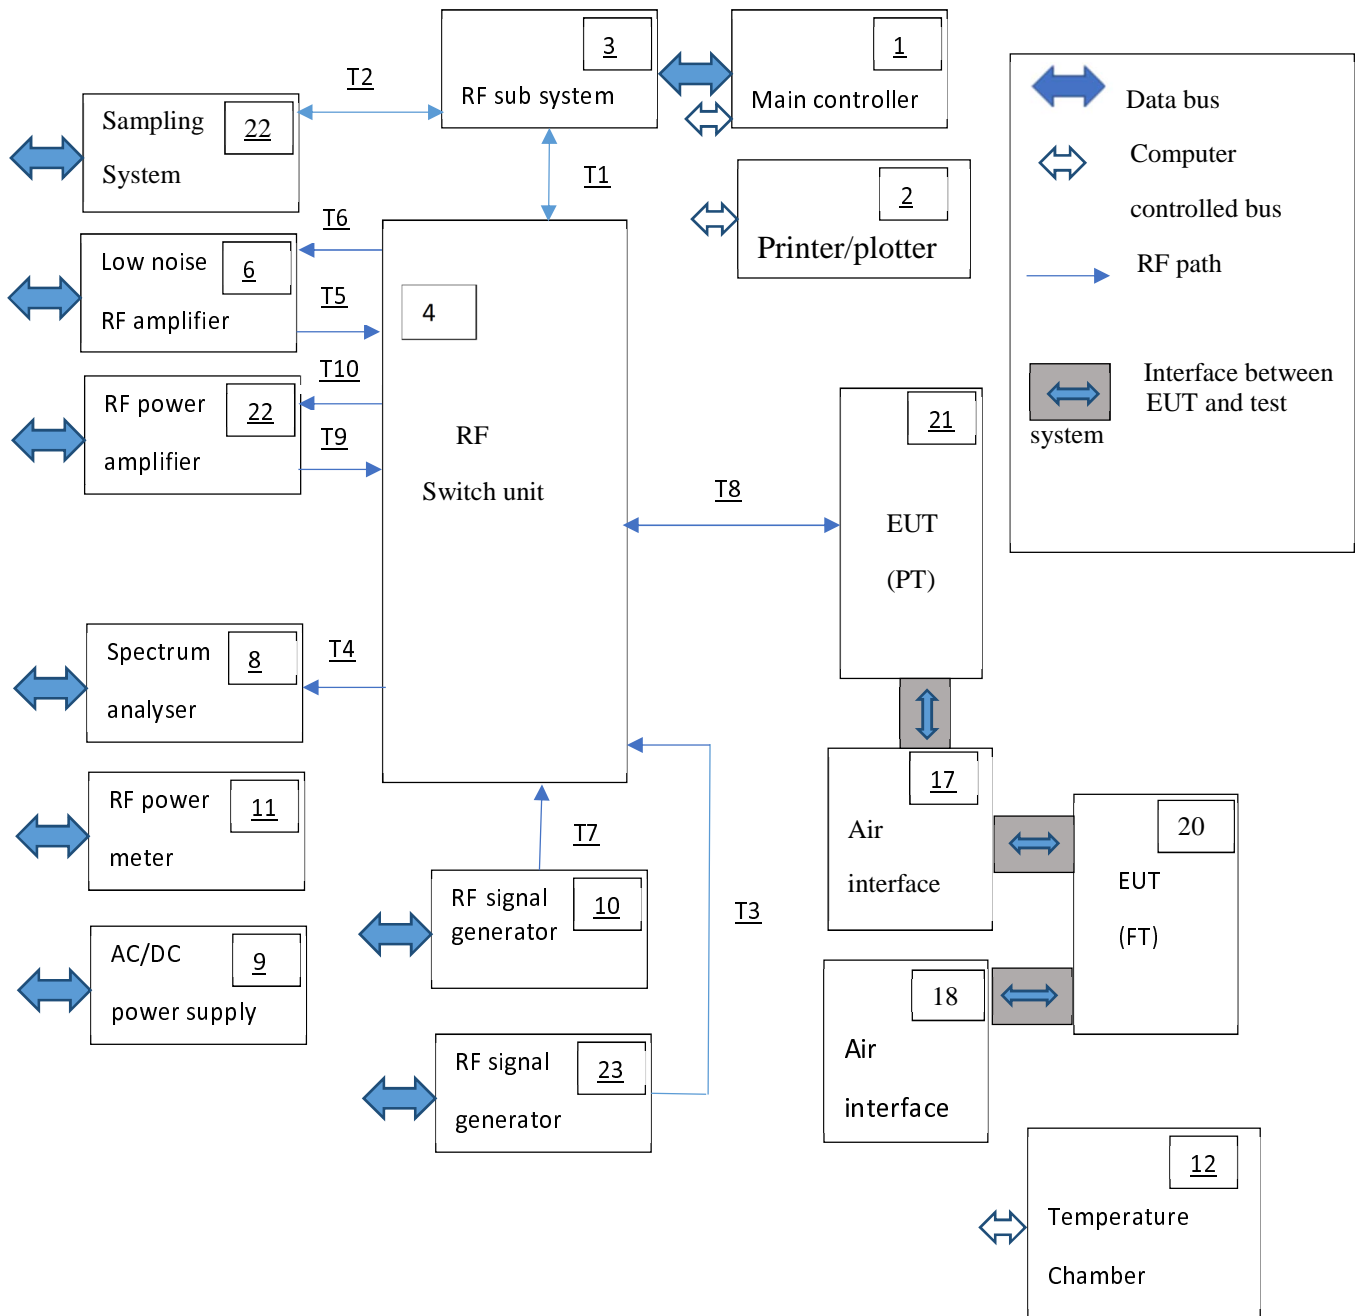 3
RF sub system
1
Main controller
T2
Sampling
22
System
T1
2
Printer/plotter
Data bus
Computer
controlled bus
RF path
Interface between
EUT and test
system
T6
Low noise
6
RF amplifier
T5
4
RF
Switch unit
T10
RF power
22
amplifier
T9
T8
21
EUT
(PT)
Spectrum
8
analyser
T4
RF power
11
meter
AC/DC
9
power supply
T7
RF signal
10
generator
T3
RF signal
23
generator
17
Air
interface
20
EUT
(FT)
18
Air
interface
12
Temperature
Chamber